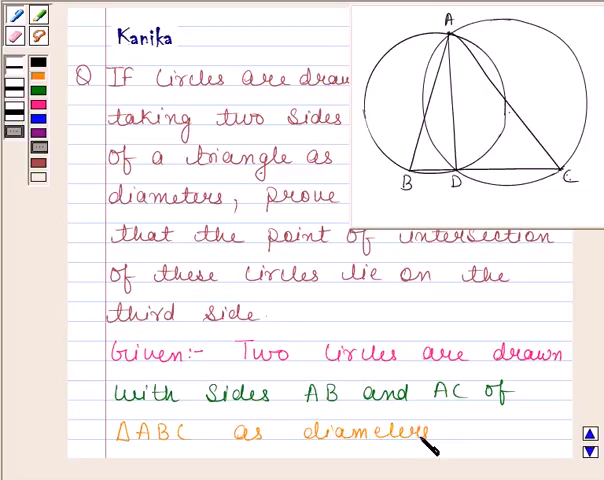 Kanika
Q If Circles are draw
taking two Sides
of a triangle as
diameters, prove
that the point of intersection
of these Circles lie on the
third side.
Given:- Two Circles are drawn
with Sides AB and AC of
ΔABC as diameters
A
B
D
C